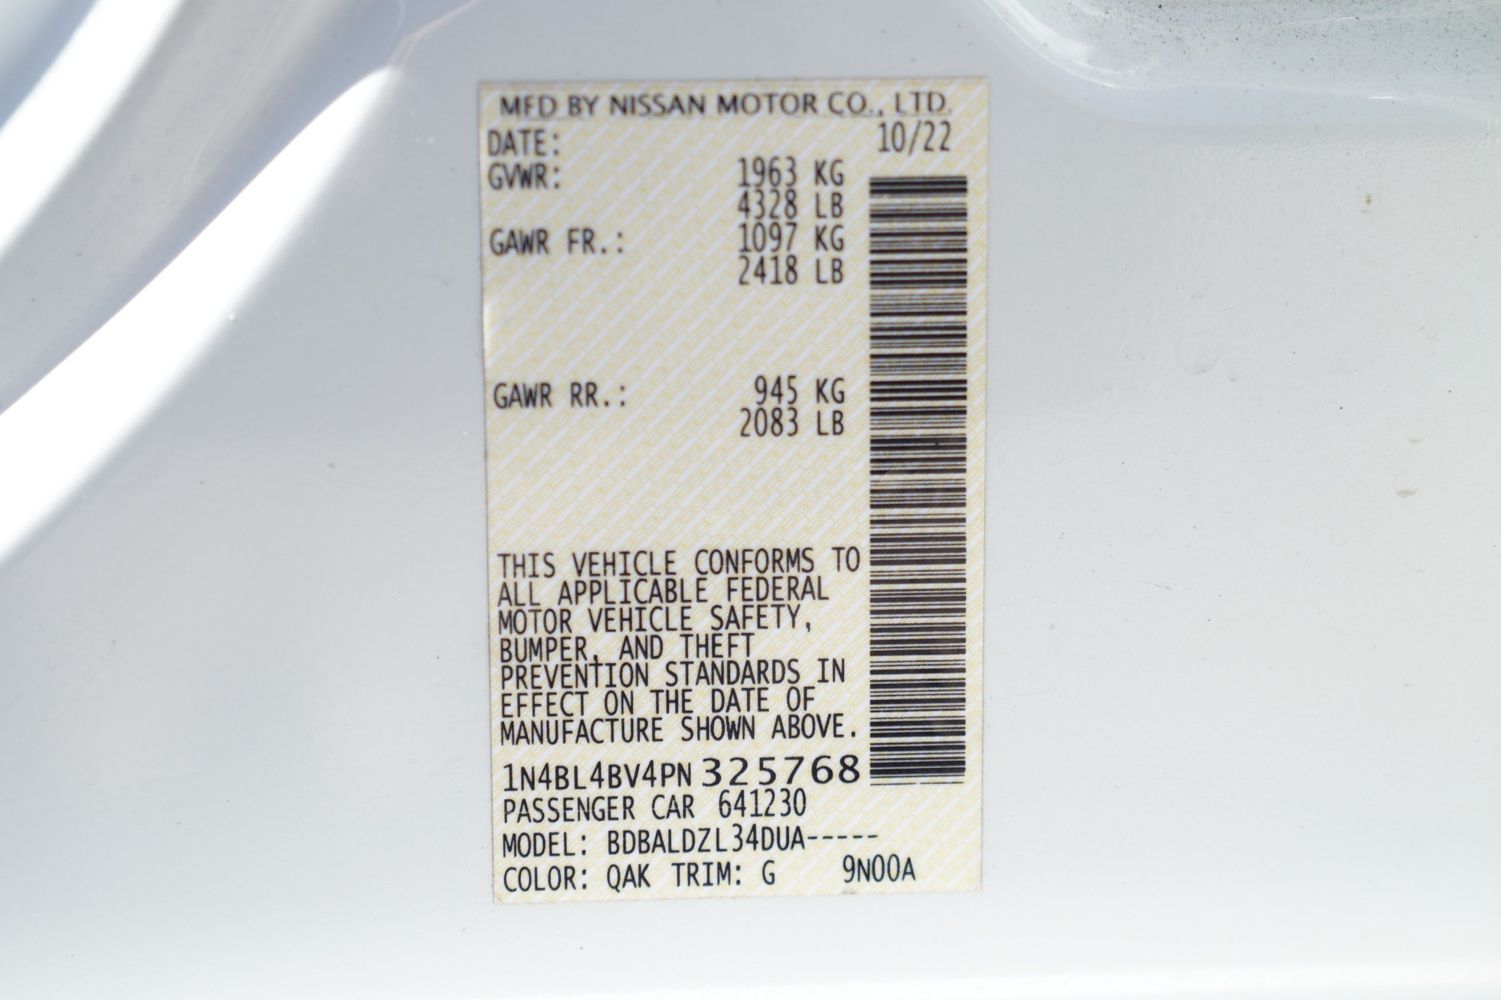 MFD BY NISSAN MOTOR CO., LTD.
DATE: 10/22
GVWR: 1963 KG
4328 LB
GAWR FR.: 1097 KG
2418 LB
GAWR RR.: 945 KG
2083 LB
THIS VEHICLE CONFORMS TO
ALL APPLICABLE FEDERAL
MOTOR VEHICLE SAFETY,
BUMPER, AND THEFT
PREVENTION STANDARDS IN
EFFECT ON THE DATE OF
MANUFACTURE SHOWN ABOVE.
1N4BL4BV4PN325768
PASSENGER CAR 641230
MODEL: BDBALDZL34DUA-----
COLOR: QAK TRIM: G 9N00A